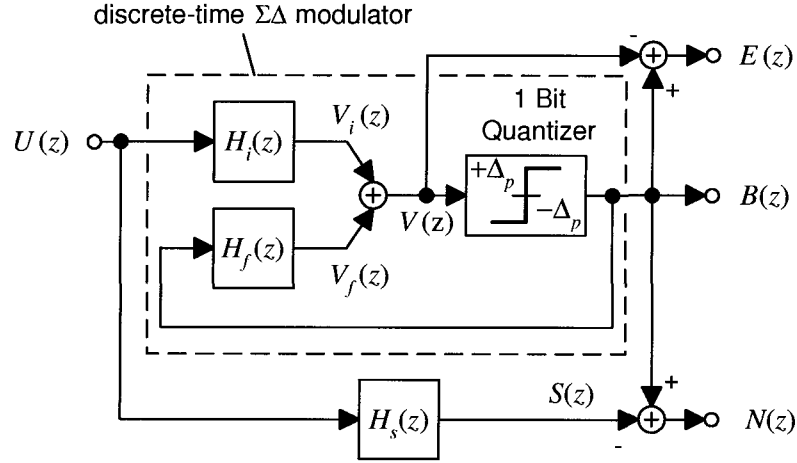 discrete-time ΣΔ modulator
- E(z)
+
1 Bit
Quantizer
U(z) H_i(z) V_i(z)
+Δ_p
−Δ_p
B(z)
V(z)
H_f(z) V_f(z)
+
H_s(z) S(z) N(z)
-